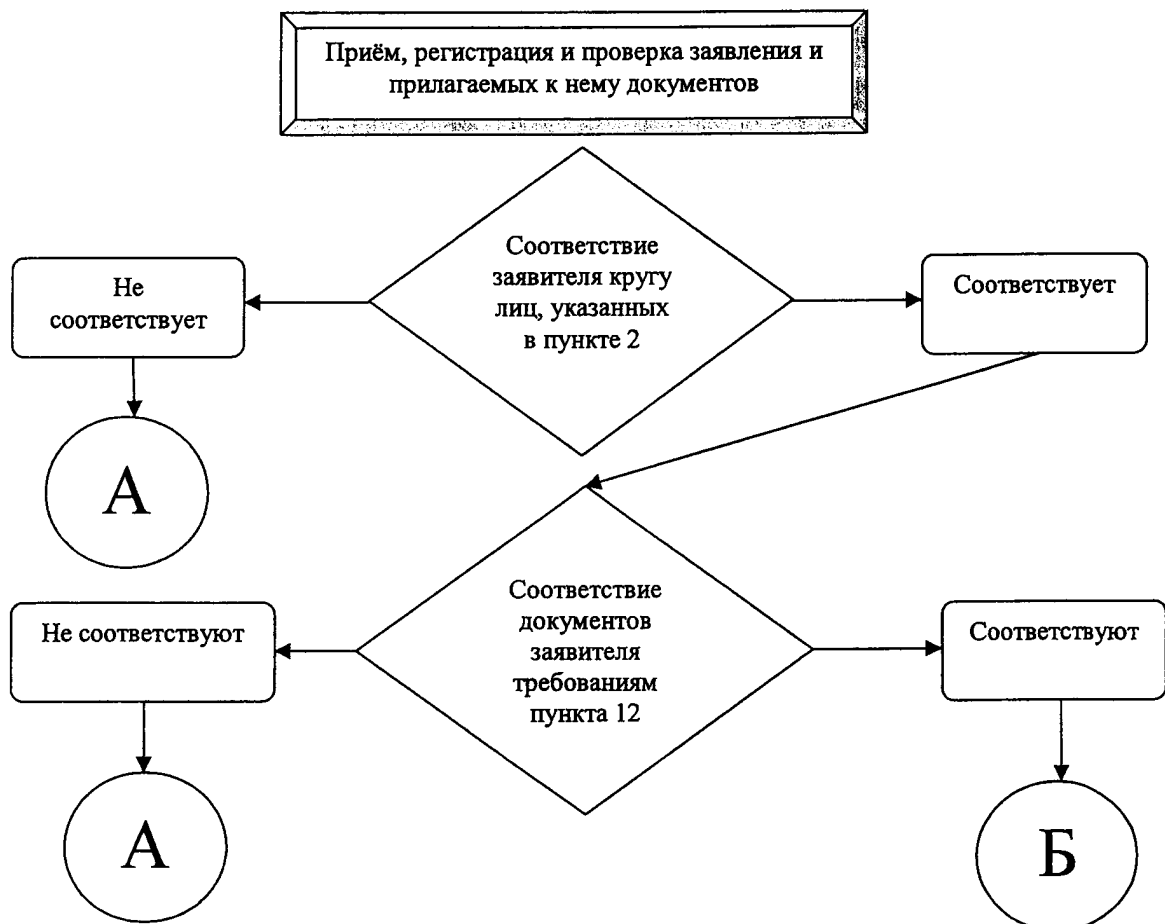 Приём, регистрация и проверка заявления и
прилагаемых к нему документов
Соответствие
заявителя кругу
лиц, указанных
в пункте 2
Не
соответствует
Соответствует
А
Соответствие
документов
заявителя
требованиям
пункта 12
Не соответствуют
Соответствуют
А
Б